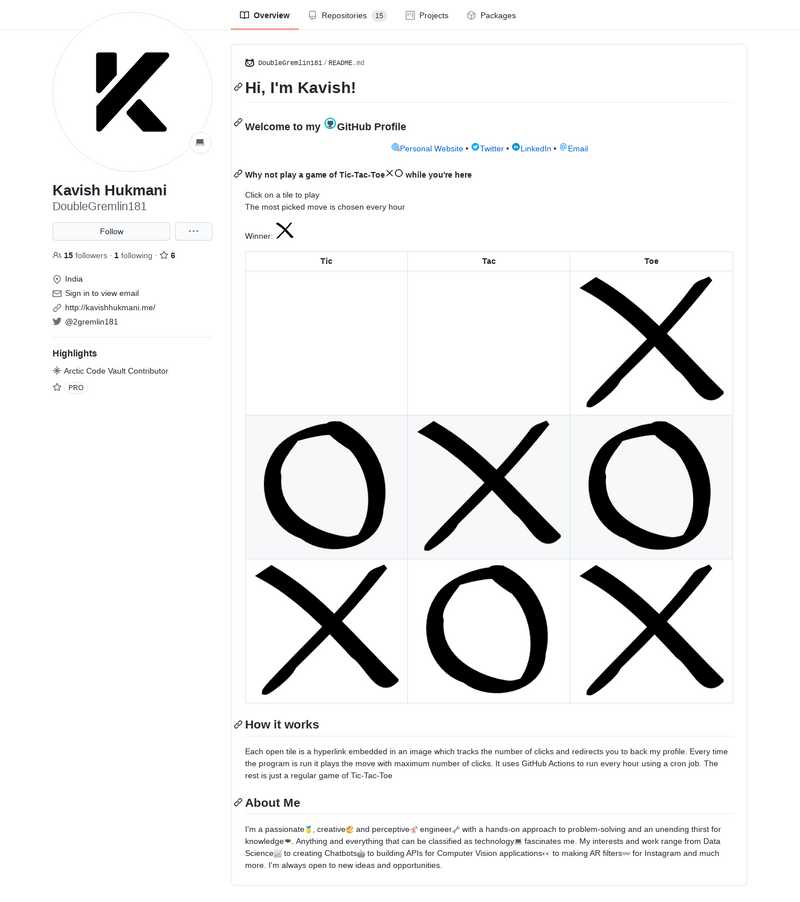 Overview
Repositories 15
Projects
Packages
Kavish Hukmani
DoubleGremlin181
Follow
15 followers · 1 following · 6
India
Sign in to view email
http://kavishhukmani.me/
@2gremlin181
Highlights
Arctic Code Vault Contributor
PRO
DoubleGremlin181/README.md
Hi, I'm Kavish!
Welcome to my GitHub Profile
Personal Website • Twitter • LinkedIn • Email
Why not play a game of Tic-Tac-Toe while you're here
Click on a tile to play
The most picked move is chosen every hour
Winner:
Tic Tac Toe
X
O X O
X O X
How it works
Each open tile is a hyperlink embedded in an image which tracks the number of clicks and redirects you to back my profile. Every time
the program is run it plays the move with maximum number of clicks. It uses GitHub Actions to run every hour using a cron job. The
rest is just a regular game of Tic-Tac-Toe
About Me
I'm a passionate, creative and perceptive engineer with a hands-on approach to problem-solving and an unending thirst for
knowledge. Anything and everything that can be classified as technology fascinates me. My interests and work range from Data
Science to creating Chatbots to building APIs for Computer Vision applications to making AR filters for Instagram and much
more. I'm always open to new ideas and opportunities.